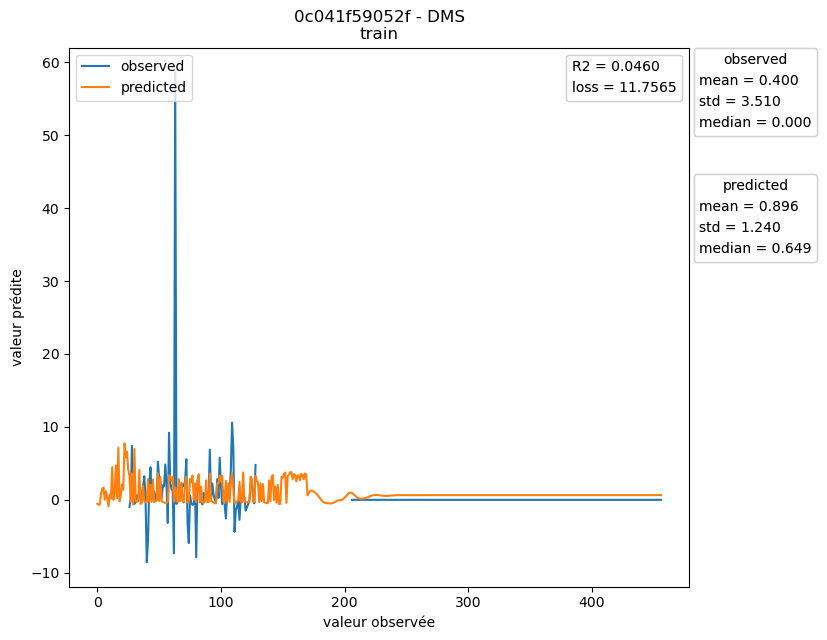 0c041f59052f - DMS
train
observed
predicted
R2 = 0.0460
loss = 11.7565
observed
mean = 0.400
std = 3.510
median = 0.000
predicted
mean = 0.896
std = 1.240
median = 0.649
60
50
40
30
20
10
0
−10
valeur prédite
0
100
200
300
400
valeur observée